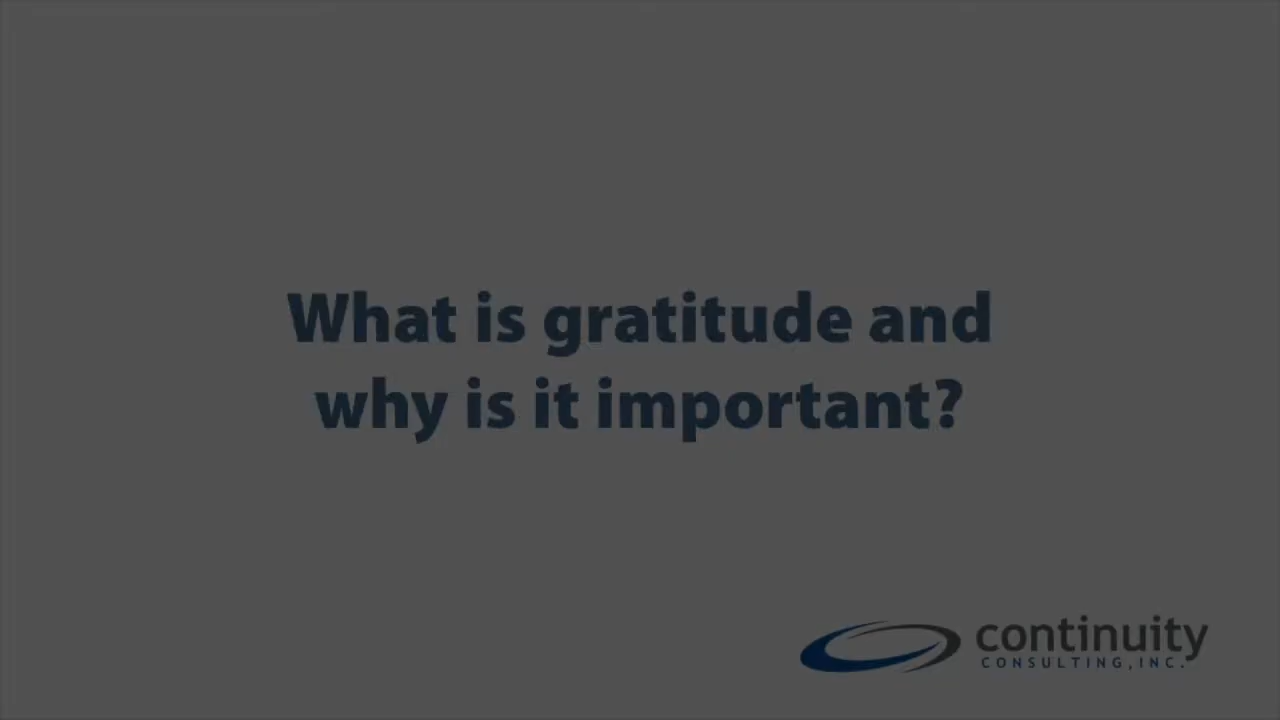 What is gratitude and
why is it important?
continuity
CONSULTING, INC.